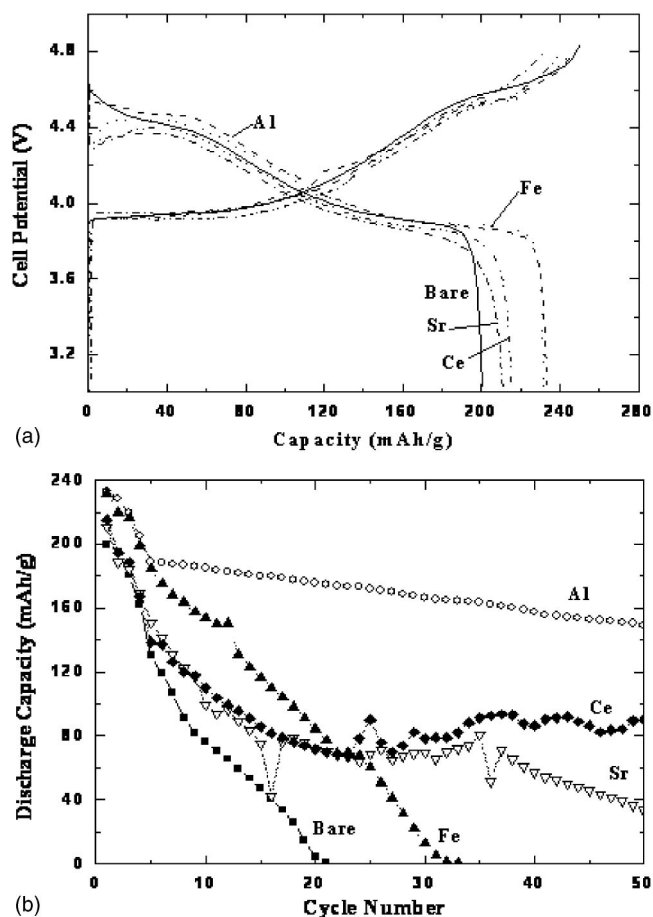 4.8
4.4
4.0
3.6
3.2
Cell Potential (V)
Al
Fe
Bare
Sr
Ce
0 40 80 120 160 200 240 280
(a)
Capacity (mAh/g)
240
200
160
120
80
40
0
Discharge Capacity (mAh/g)
Al
Ce
Sr
Bare
Fe
0 10 20 30 40 50
(b)
Cycle Number